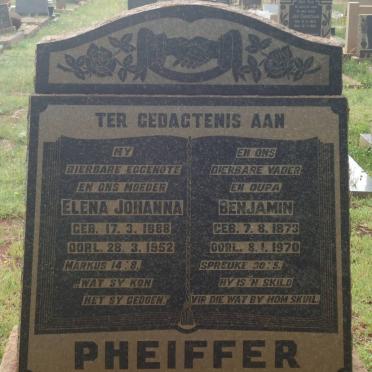 TER GEDACTENIS AAN
MY
DIERBARE EGGENOTE
EN ONS MOEDER
ELENA JOHANNA
GEB. 17. 3. 1888
OORL. 28. 3. 1952
MARKUS 14:8.
WAT SY KON
HET SY GEDOEN.
EN ONS
DIERBARE VADER
EN OUPA
BENJAMIN
GEB. 7. 8. 1873
OORL. 8. 1. 1970
SPREUKE 30:5.
HY IS 'N SKILD
VIR DIE WAT BY HOM SKUIL.
PHEIFFER